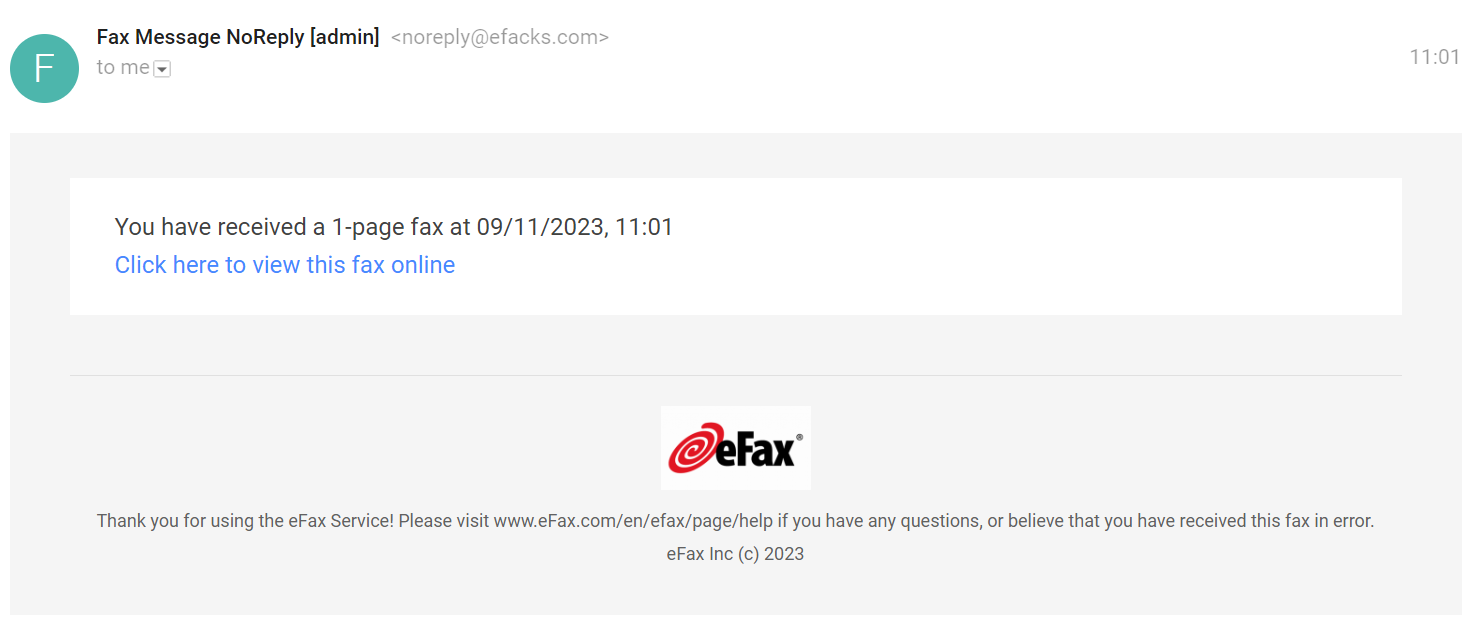 F
Fax Message NoReply [admin] <noreply@efacks.com>
to me
11:01
You have received a 1-page fax at 09/11/2023, 11:01
Click here to view this fax online
eFax®
Thank you for using the eFax Service! Please visit www.eFax.com/en/efax/page/help if you have any questions, or believe that you have received this fax in error.
eFax Inc (c) 2023